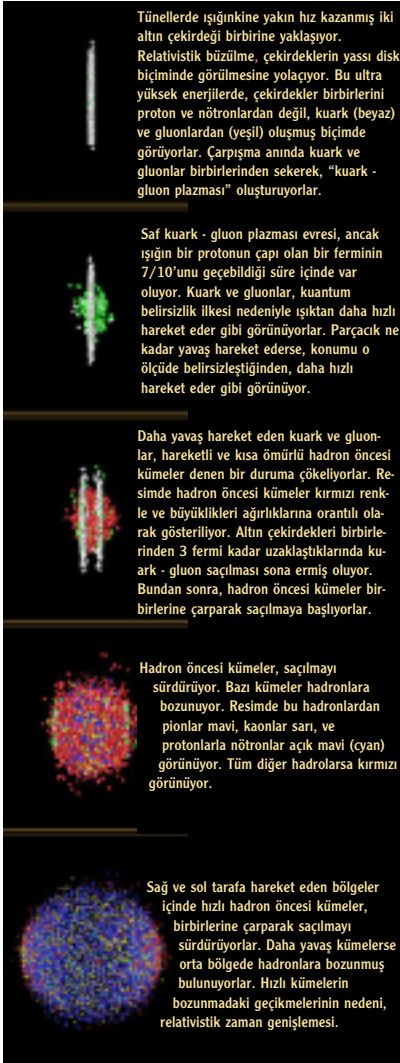 Tünellerde ışığınkine yakın hız kazanmış iki
altın çekirdeği birbirine yaklaşıyor.
Relativistik büzülme, çekirdeklerin yassı disk
biçiminde görülmesine yolaçıyor. Bu ultra
yüksek enerjilerde, çekirdekler birbirlerini
proton ve nötronlardan değil, kuark (beyaz)
ve gluonlardan (yeşil) oluşmuş biçimde
görüyorlar. Çarpışma anında kuark ve
gluonlar birbirlerinden sekerek, “kuark -
gluon plazması” oluşturuyorlar.
Saf kuark - gluon plazması evresi, ancak
ışığın bir protonun çapı olan bir ferminin
7/10’unu geçebildiği süre içinde var
oluyor. Kuark ve gluonlar, kuantum
belirsizlik ilkesi nedeniyle ışıktan daha hızlı
hareket eder gibi görünüyorlar. Parçacık ne
kadar yavaş hareket ederse, konumu o
ölçüde belirsizleştiğinden, daha hızlı
hareket eder gibi görünüyor.
Daha yavaş hareket eden kuark ve gluon-
lar, hareketli ve kısa ömürlü hadron öncesi
kümeler denen bir duruma çökeliyorlar. Re-
simde hadron öncesi kümeler kırmızı renk-
le ve büyüklikleri ağırlıklarına orantılı ola-
rak gösteriliyor. Altın çekirdekleri birbirle-
rinden 3 fermi kadar uzaklaştıklarında ku-
ark - gluon saçılması sona ermiş oluyor.
Bundan sonra, hadron öncesi kümeler bir-
birlerine çarparak saçılmaya başlıyorlar.
Hadron öncesi kümeler, saçılmayı
sürdürüyor. Bazı kümeler hadronlara
bozunuyor. Resimde bu hadronlardan
pionlar mavi, kaonlar sarı, ve
protonlarla nötronlar açık mavi (cyan)
görünüyor. Tüm diğer hadrolarsa kırmızı
görünüyor.
Sağ ve sol tarafa hareket eden bölgeler
içinde hızlı hadron öncesi kümeler,
birbirlerine çarparak saçılmayı
sürdürüyorlar. Daha yavaş kümelerse
orta bölgede hadronlara bozunmuş
bulunuyorlar. Hızlı kümelerin
bozunmadaki geçikmelerinin nedeni,
relativistik zaman genişlemesi.